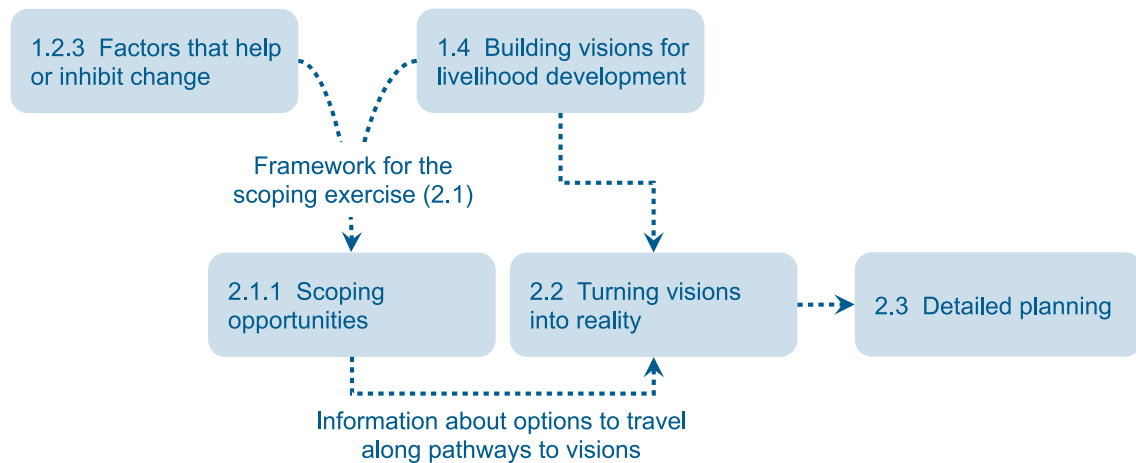 1.2.3 Factors that help
or inhibit change
1.4 Building visions for
livelihood development
Framework for the
scoping exercise (2.1)
2.1.1 Scoping
opportunities
2.2 Turning visions
into reality
2.3 Detailed planning
Information about options to travel
along pathways to visions